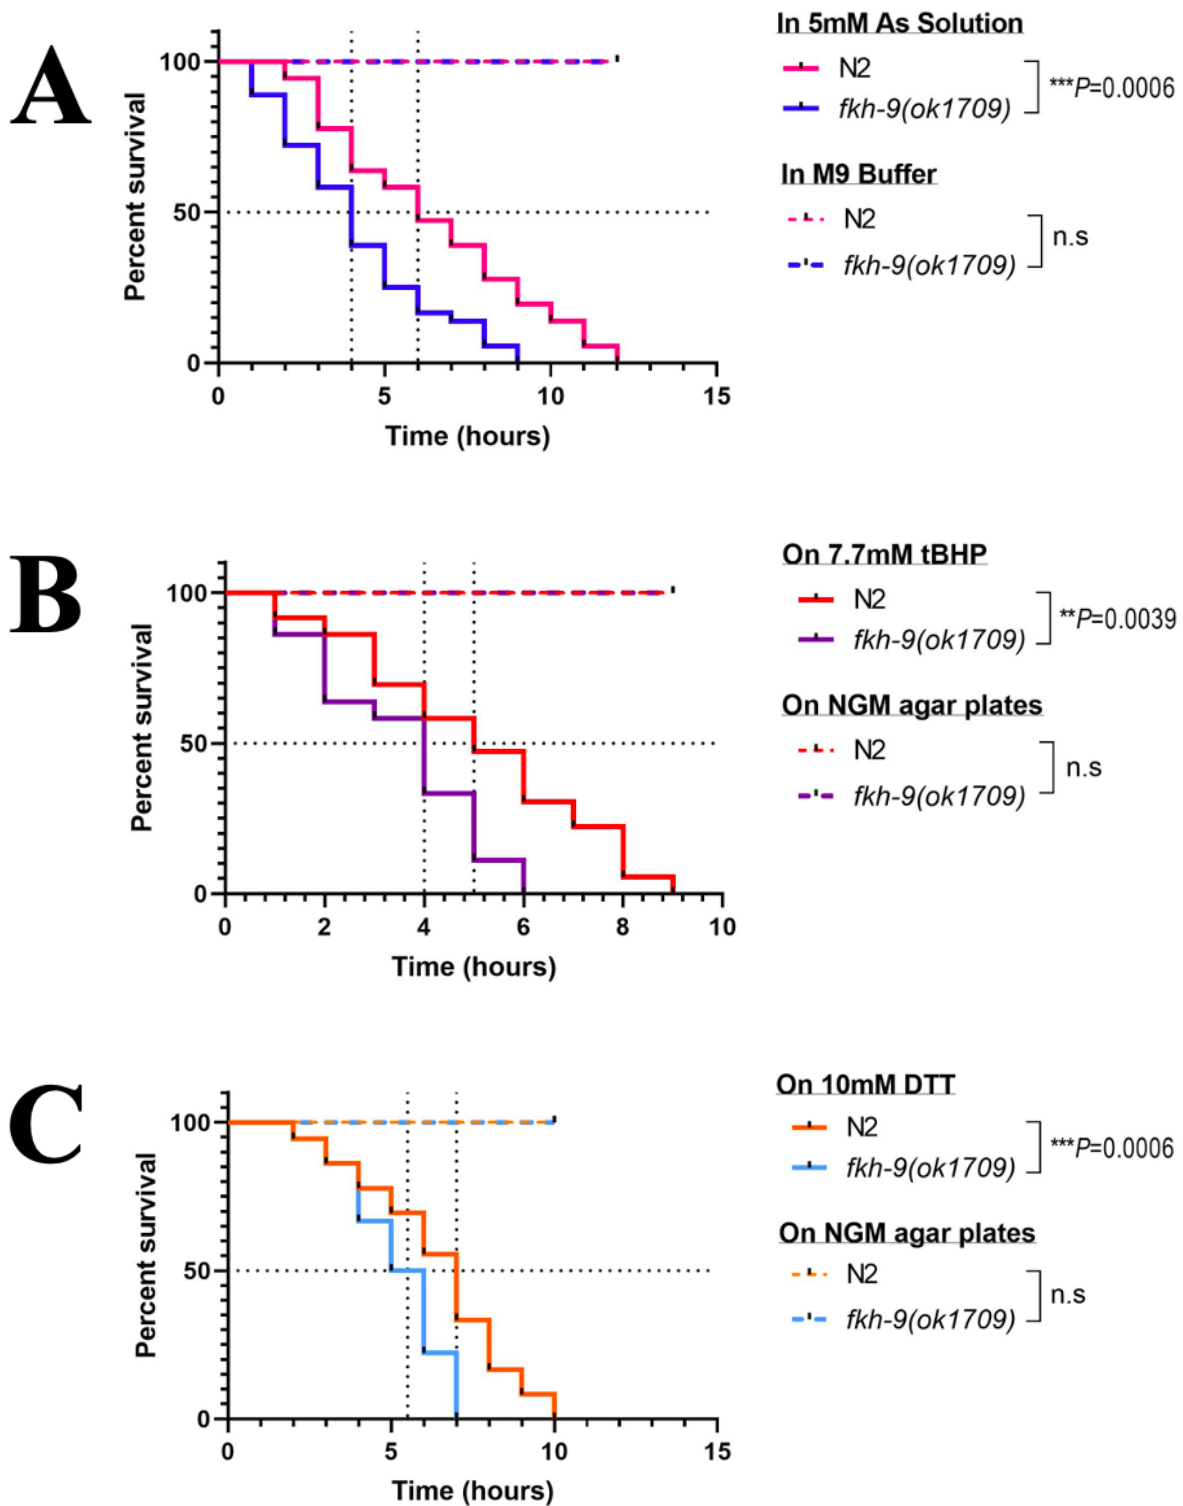 A
In 5mM As Solution
N2
fkh-9(ok1709)
***P=0.0006
In M9 Buffer
N2
fkh-9(ok1709)
n.s
Percent survival
100
50
0
0 5 10 15
Time (hours)
B
On 7.7mM tBHP
N2
fkh-9(ok1709)
**P=0.0039
On NGM agar plates
N2
fkh-9(ok1709)
n.s
Percent survival
100
50
0
0 2 4 6 8 10
Time (hours)
C
On 10mM DTT
N2
fkh-9(ok1709)
***P=0.0006
On NGM agar plates
N2
fkh-9(ok1709)
n.s
Percent survival
100
50
0
0 5 10 15
Time (hours)